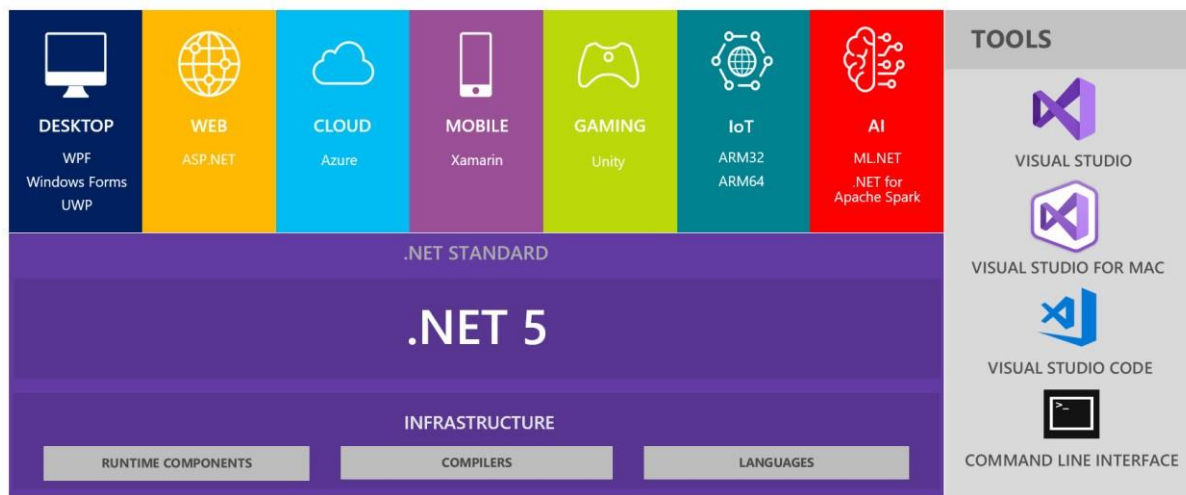 DESKTOP
WPF
Windows Forms
UWP
WEB
ASP.NET
CLOUD
Azure
MOBILE
Xamarin
GAMING
Unity
IoT
ARM32
ARM64
AI
ML.NET
.NET for
Apache Spark
.NET STANDARD
.NET 5
INFRASTRUCTURE
RUNTIME COMPONENTS
COMPILERS
LANGUAGES
TOOLS
VISUAL STUDIO
VISUAL STUDIO FOR MAC
VISUAL STUDIO CODE
>_
COMMAND LINE INTERFACE